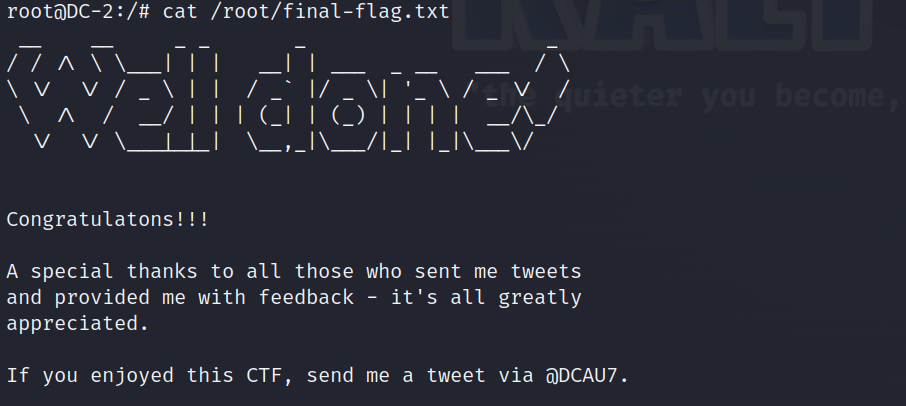 root@DC-2:/# cat /root/final-flag.txt
Well done!
Congratulatons!!!
A special thanks to all those who sent me tweets
and provided me with feedback - it's all greatly
appreciated.
If you enjoyed this CTF, send me a tweet via @DCAU7.
KALI
"the quieter you become,